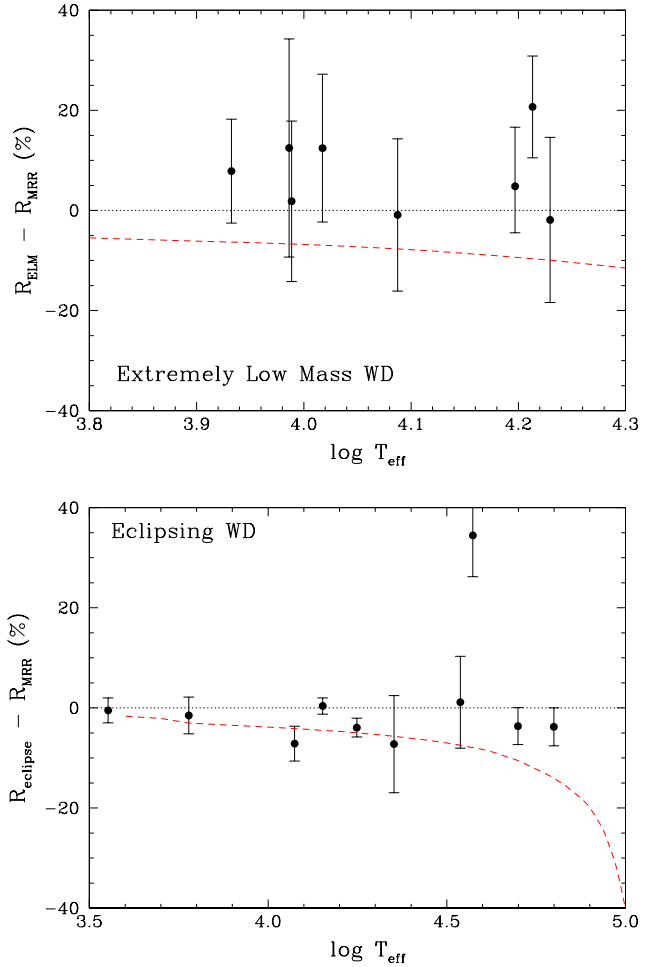 40
20
0
−20
−40
R_ELM − R_MRR (%)
Extremely Low Mass WD
3.8 3.9 4.0 4.1 4.2 4.3
log T_eff
40
20
0
−20
−40
R_eclipse − R_MRR (%)
Eclipsing WD
3.5 4.0 4.5 5.0
log T_eff